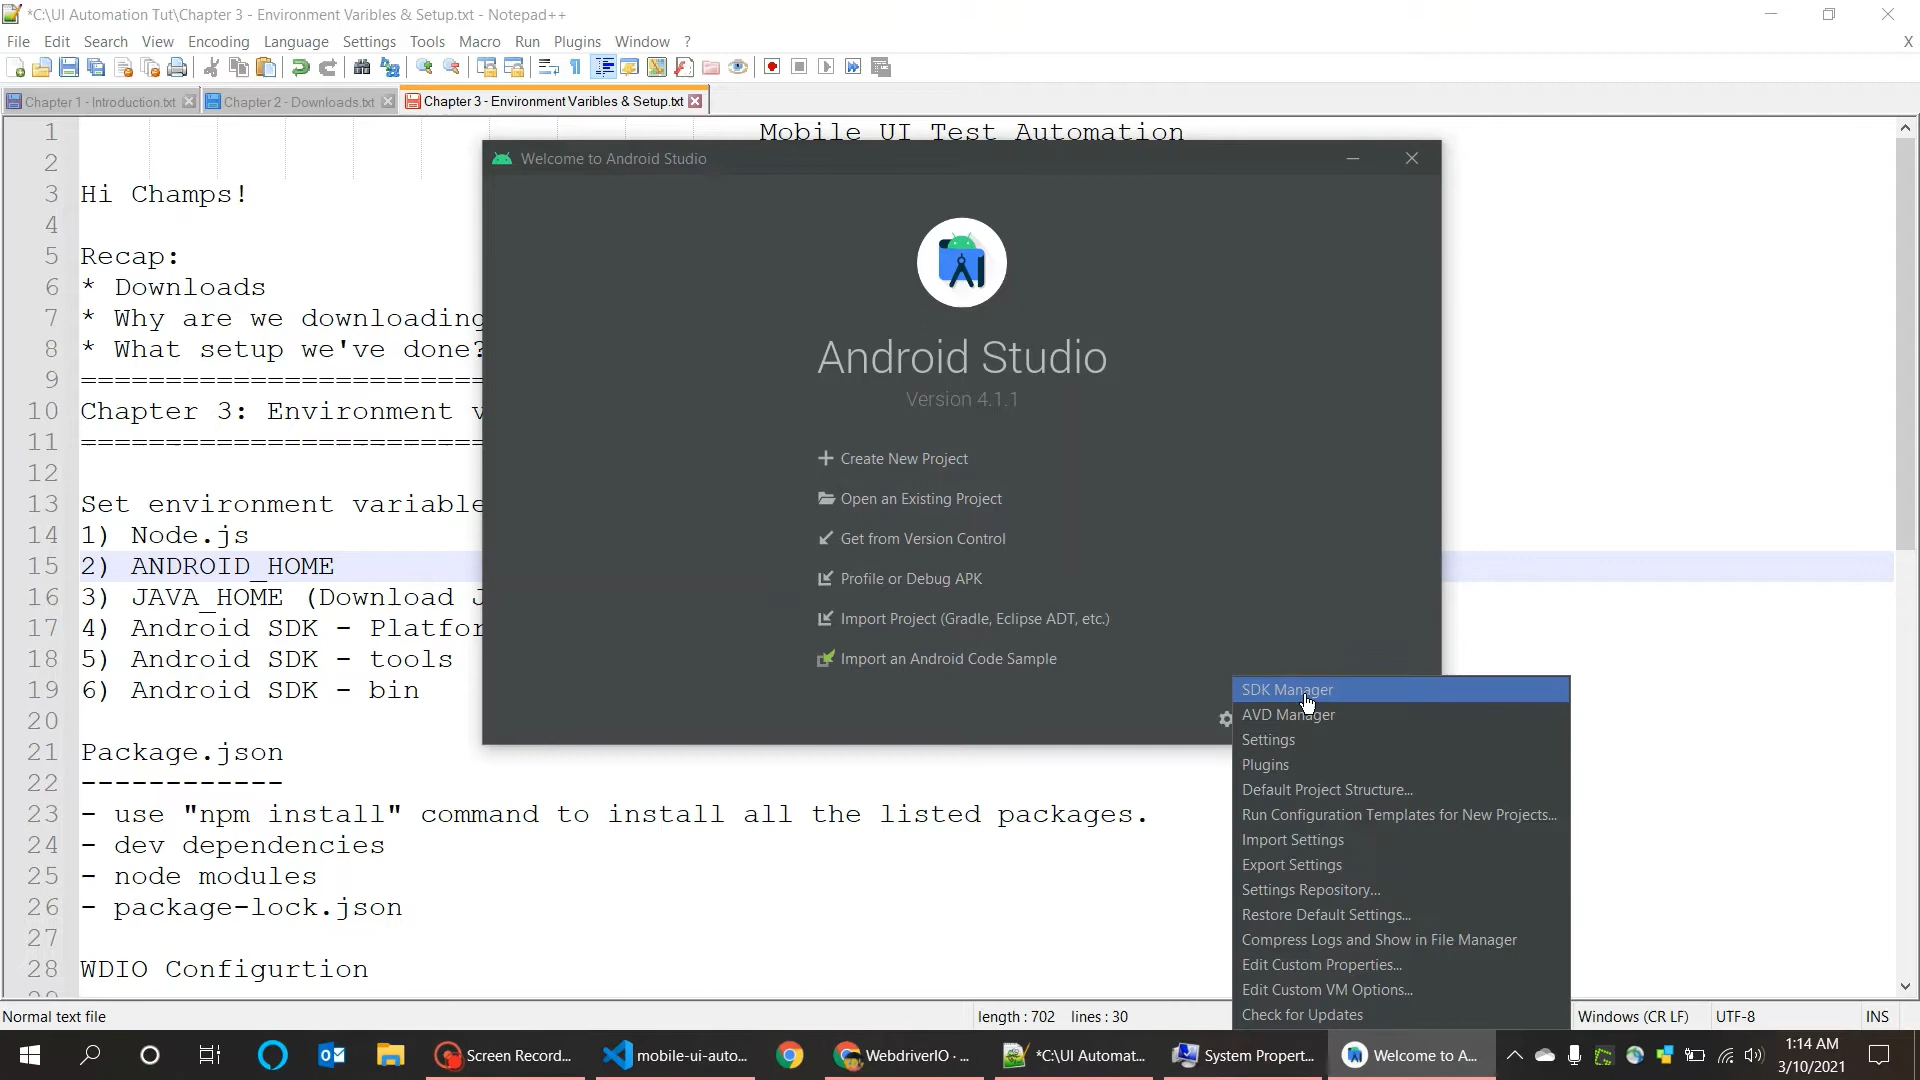 *C:\UI Automation Tut\Chapter 3 - Environment Varibles & Setup.txt - Notepad++
File Edit Search View Encoding Language Settings Tools Macro Run Plugins Window ? X
Chapter 1 - Introduction.txt Chapter 2 - Downloads.txt Chapter 3 - Environment Varibles & Setup.txt
1 Mobile UI Test Automation
2
3 Hi Champs!
4
5 Recap:
6 * Downloads
7 * Why are we downloading
8 * What setup we've done?
9 ========================
10 Chapter 3: Environment v
11 ========================
12
13 Set environment variable
14 1) Node.js
15 2) ANDROID_HOME
16 3) JAVA_HOME (Download J
17 4) Android SDK - Platfor
18 5) Android SDK - tools
19 6) Android SDK - bin
20
21 Package.json
22 ------------
23 - use "npm install" command to install all the listed packages.
24 - dev dependencies
25 - node modules
26 - package-lock.json
27
28 WDIO Configurtion
Welcome to Android Studio
Android Studio
Version 4.1.1
Create New Project
Open an Existing Project
Get from Version Control
Profile or Debug APK
Import Project (Gradle, Eclipse ADT, etc.)
Import an Android Code Sample
SDK Manager
AVD Manager
Settings
Plugins
Default Project Structure...
Run Configuration Templates for New Projects...
Import Settings
Export Settings
Settings Repository...
Restore Default Settings...
Compress Logs and Show in File Manager
Edit Custom Properties...
Edit Custom VM Options...
Check for Updates
Normal text file length : 702 lines : 30 Windows (CR LF) UTF-8 INS
Screen Record... mobile-ui-auto... WebdriverIO · ... *C:\UI Automat... System Propert... Welcome to A... 1:14 AM
3/10/2021